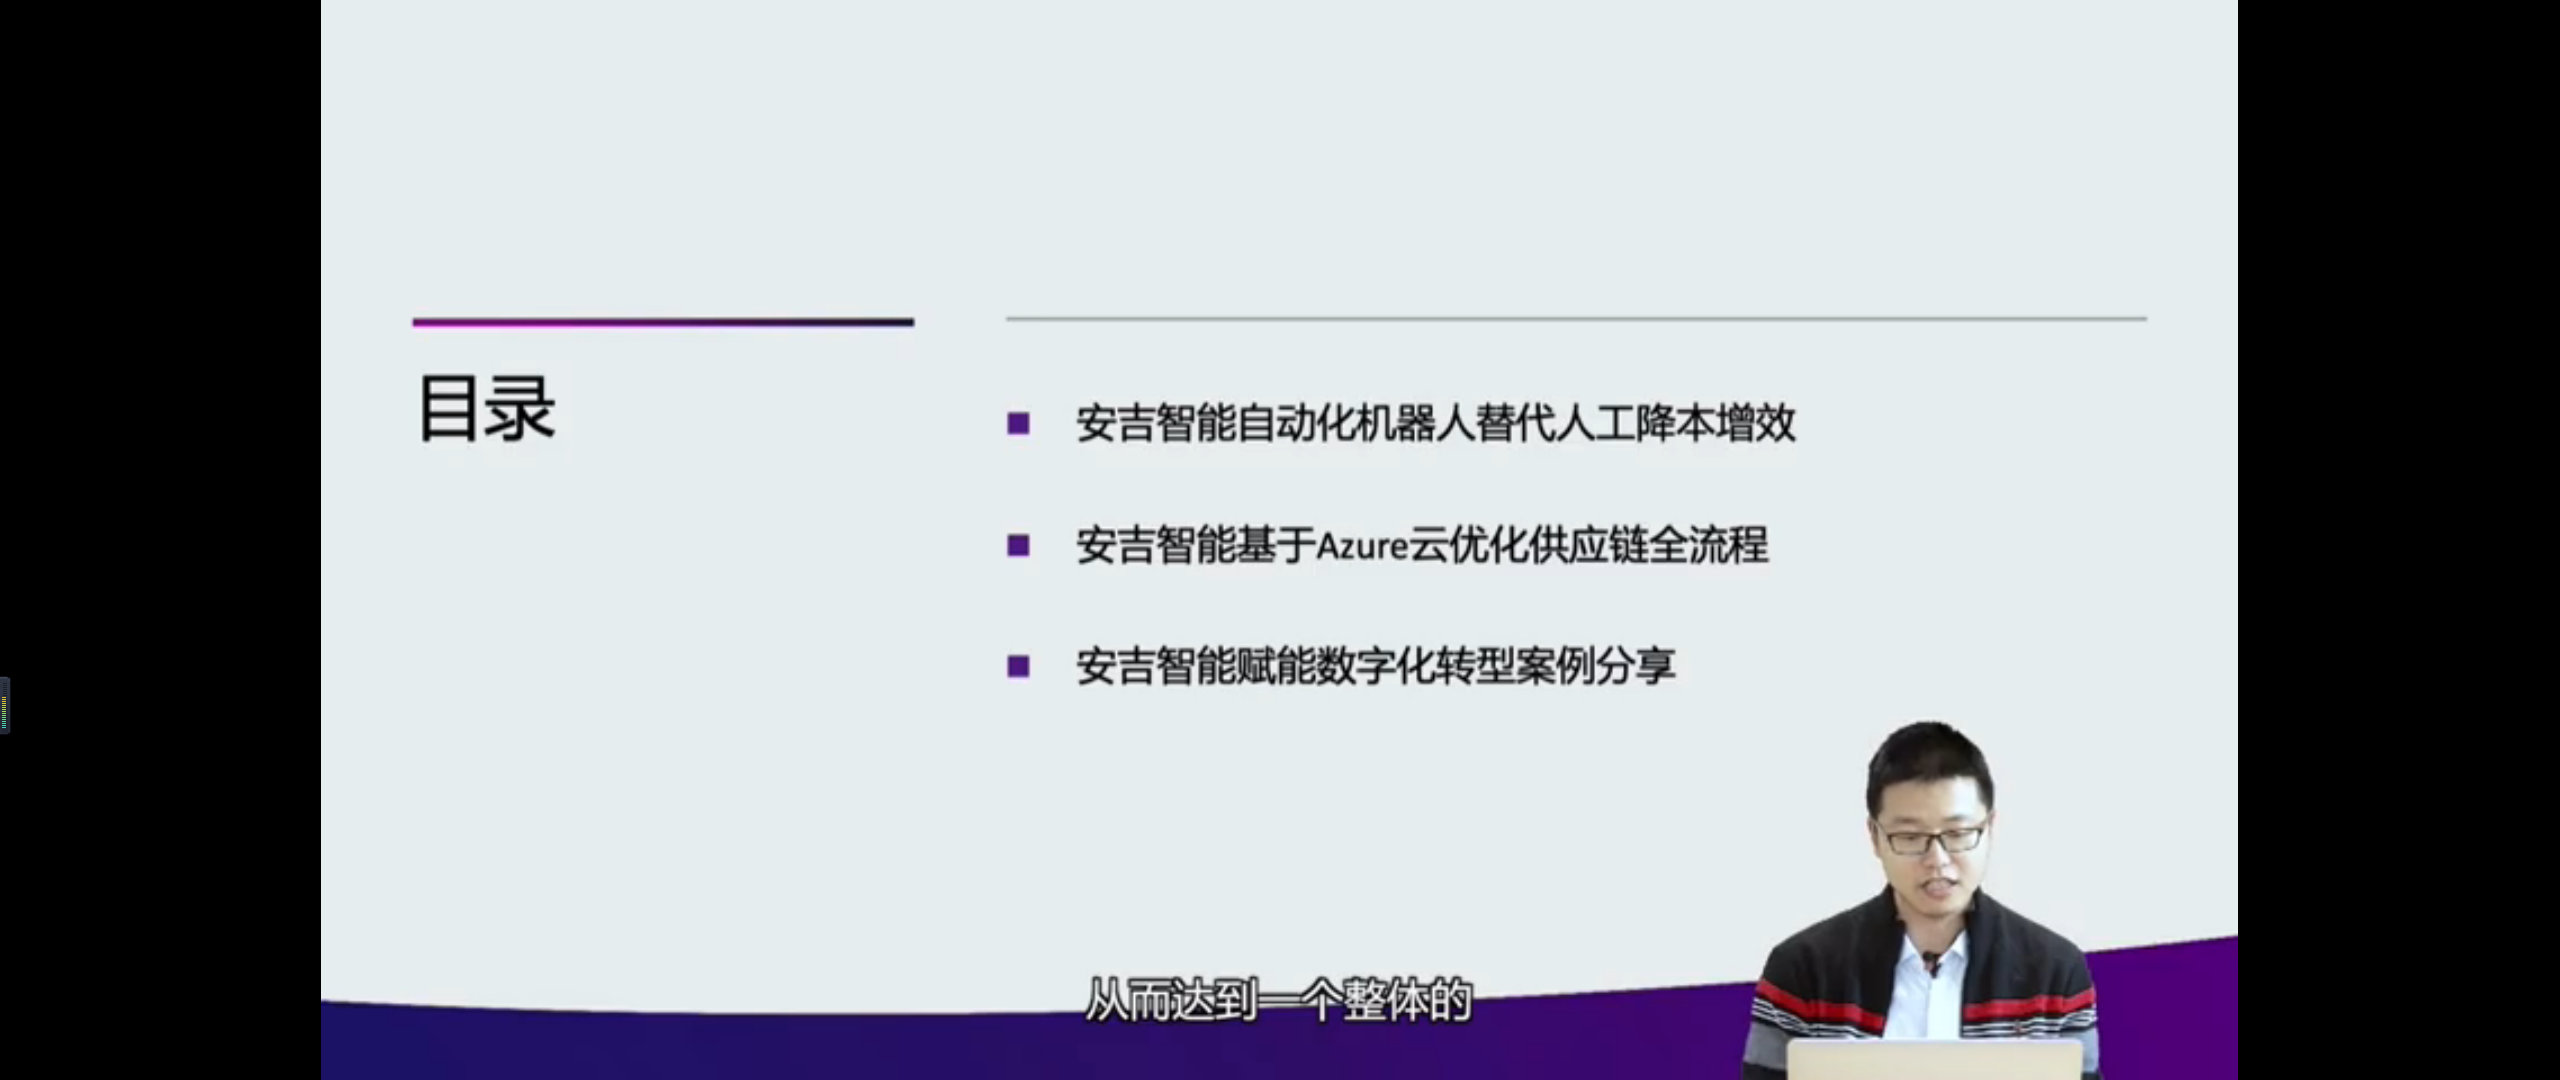 目录
安吉智能自动化机器人替代人工降本增效
安吉智能基于Azure云优化供应链全流程
安吉智能赋能数字化转型案例分享
从而达到一个整体的